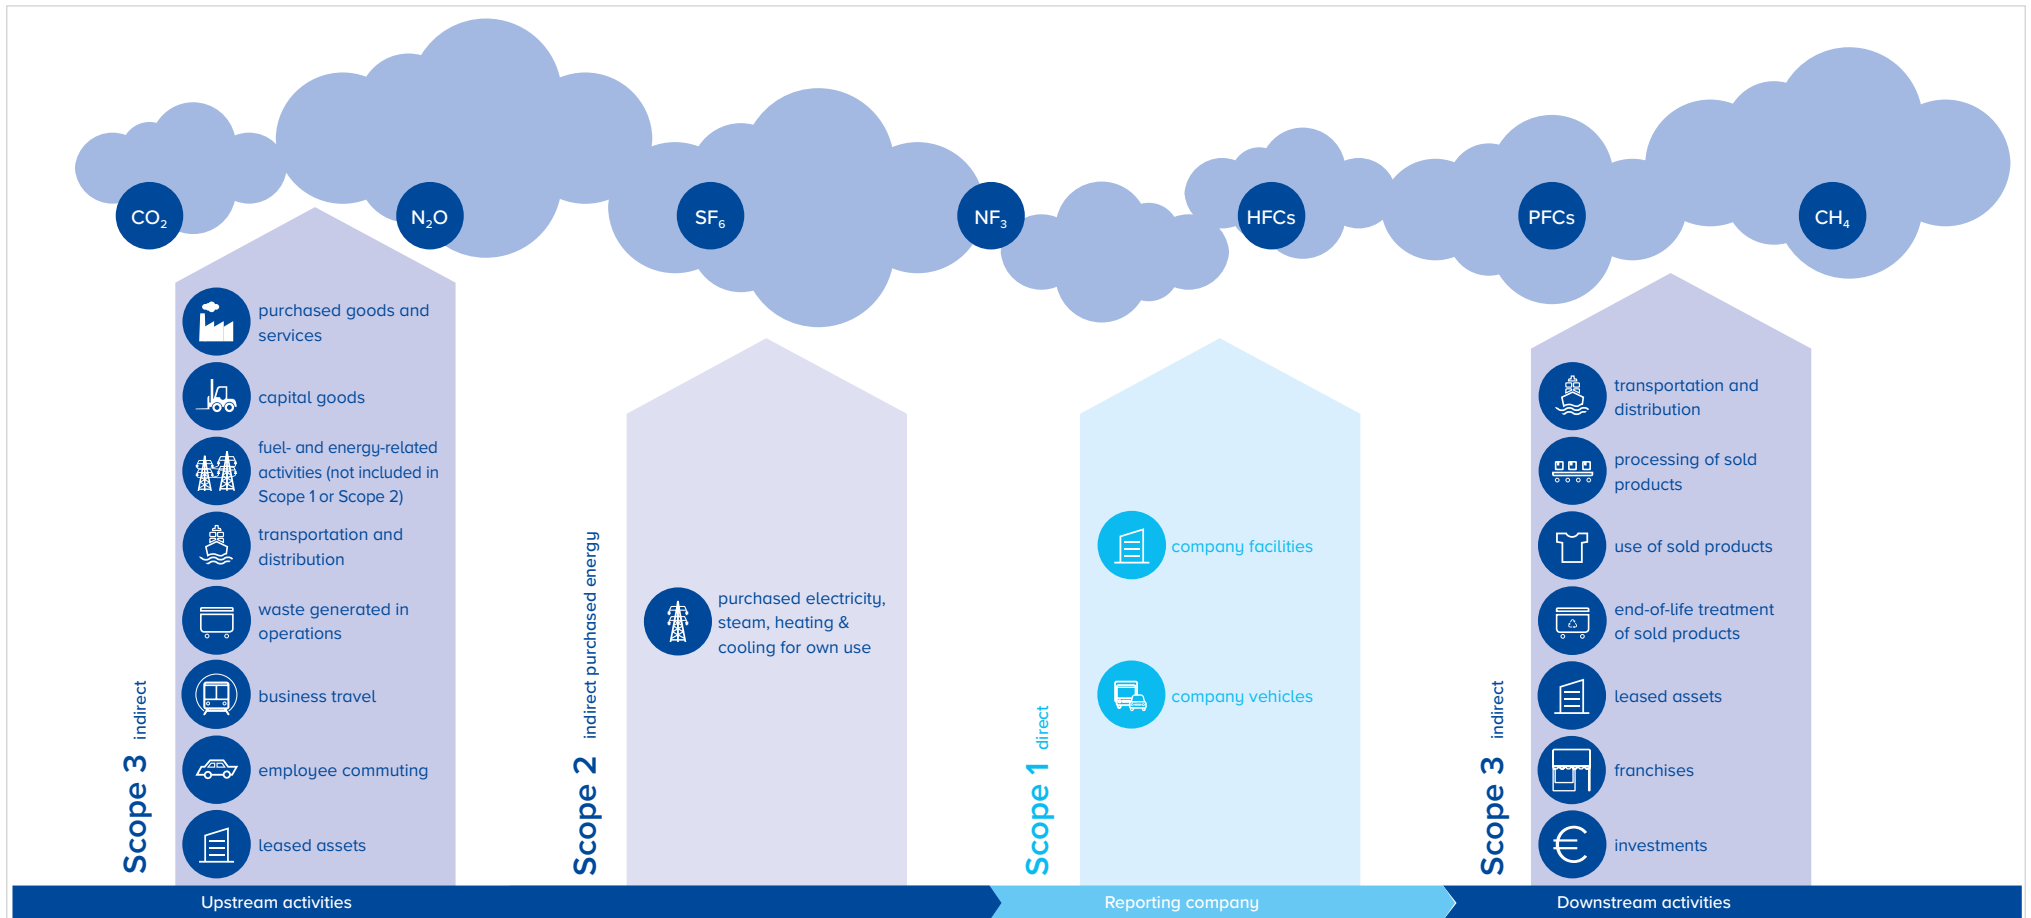 CO₂
N₂O
SF₆
NF₃
HFCs
PFCs
CH₄
Scope 3 indirect
purchased goods and
services
capital goods
fuel- and energy-related
activities (not included in
Scope 1 or Scope 2)
transportation and
distribution
waste generated in
operations
business travel
employee commuting
leased assets
Scope 2 indirect purchased energy
purchased electricity,
steam, heating &
cooling for own use
Scope 1 direct
company facilities
company vehicles
Scope 3 indirect
transportation and
distribution
processing of sold
products
use of sold products
end-of-life treatment
of sold products
leased assets
franchises
€
investments
Upstream activities
Reporting company
Downstream activities